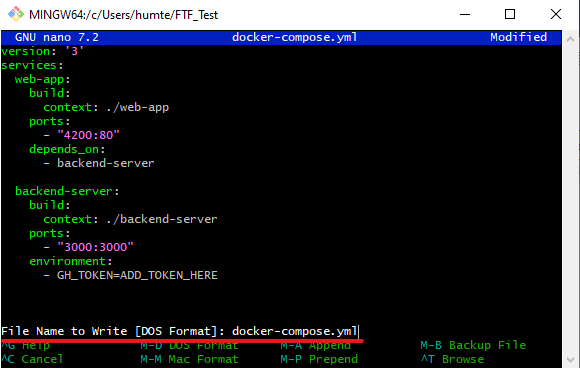 MINGW64:/c/Users/humte/FTF_Test
GNU nano 7.2 docker-compose.yml Modified
version: '3'
services:
  web-app:
    build:
      context: ./web-app
    ports:
      - "4200:80"
    depends_on:
      - backend-server

  backend-server:
    build:
      context: ./backend-server
    ports:
      - "3000:3000"
    environment:
      - GH_TOKEN=ADD_TOKEN_HERE

File Name to Write [DOS Format]: docker-compose.yml
^G Help M-D DOS Format M-A Append M-B Backup File
^C Cancel M-M Mac Format M-P Prepend ^T Browse